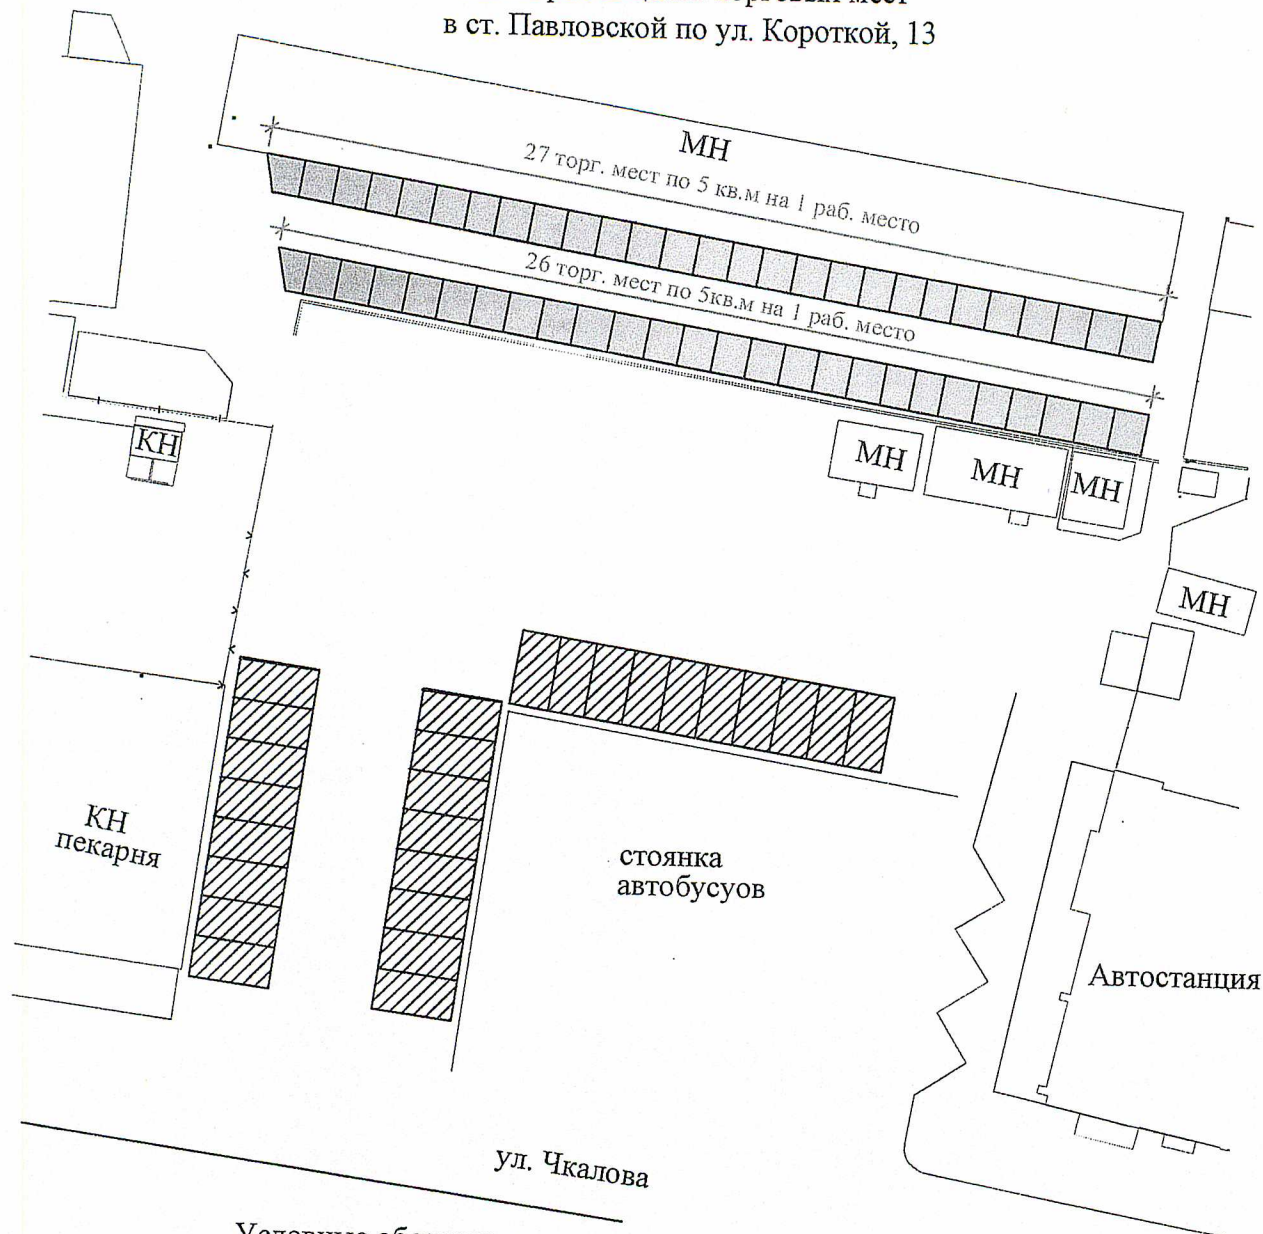 в ст. Павловской по ул. Короткой, 13
МН
27 торг. мест по 5 кв.м на 1 раб. место
26 торг. мест по 5кв.м на 1 раб. место
КН
МН
МН
МН
МН
КН
пекарня
стоянка
автобусуов
Автостанция
ул. Чкалова